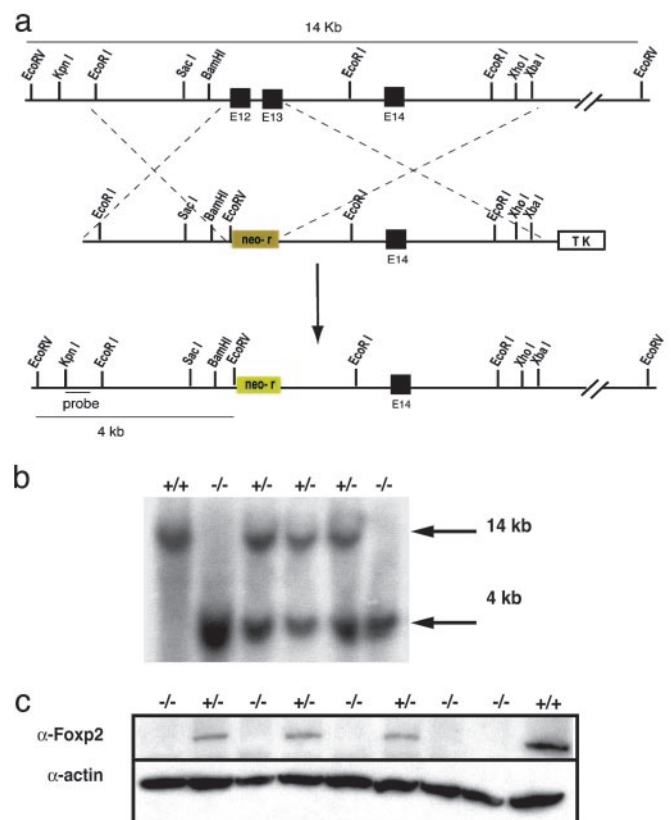 a
14 Kb
EcoRV KpnI EcoR I Sac I BamHI EcoR I EcoR I Xho I Xba I EcoRV
E12 E13 E14
EcoR I Sac I BamHI EcoRV EcoR I EcoR I Xho I Xba I
neo-r TK
E14
EcoRV Kpn I EcoR I Sac I BamHI EcoRV EcoR I EcoR I Xho I Xba I EcoRV
neo-r
probe E14
4 kb
b
+/+ -/- +/- +/- +/- -/-
14 kb
4 kb
c
-/- +/- -/- +/- -/- +/- -/- -/- +/+
α-Foxp2
α-actin